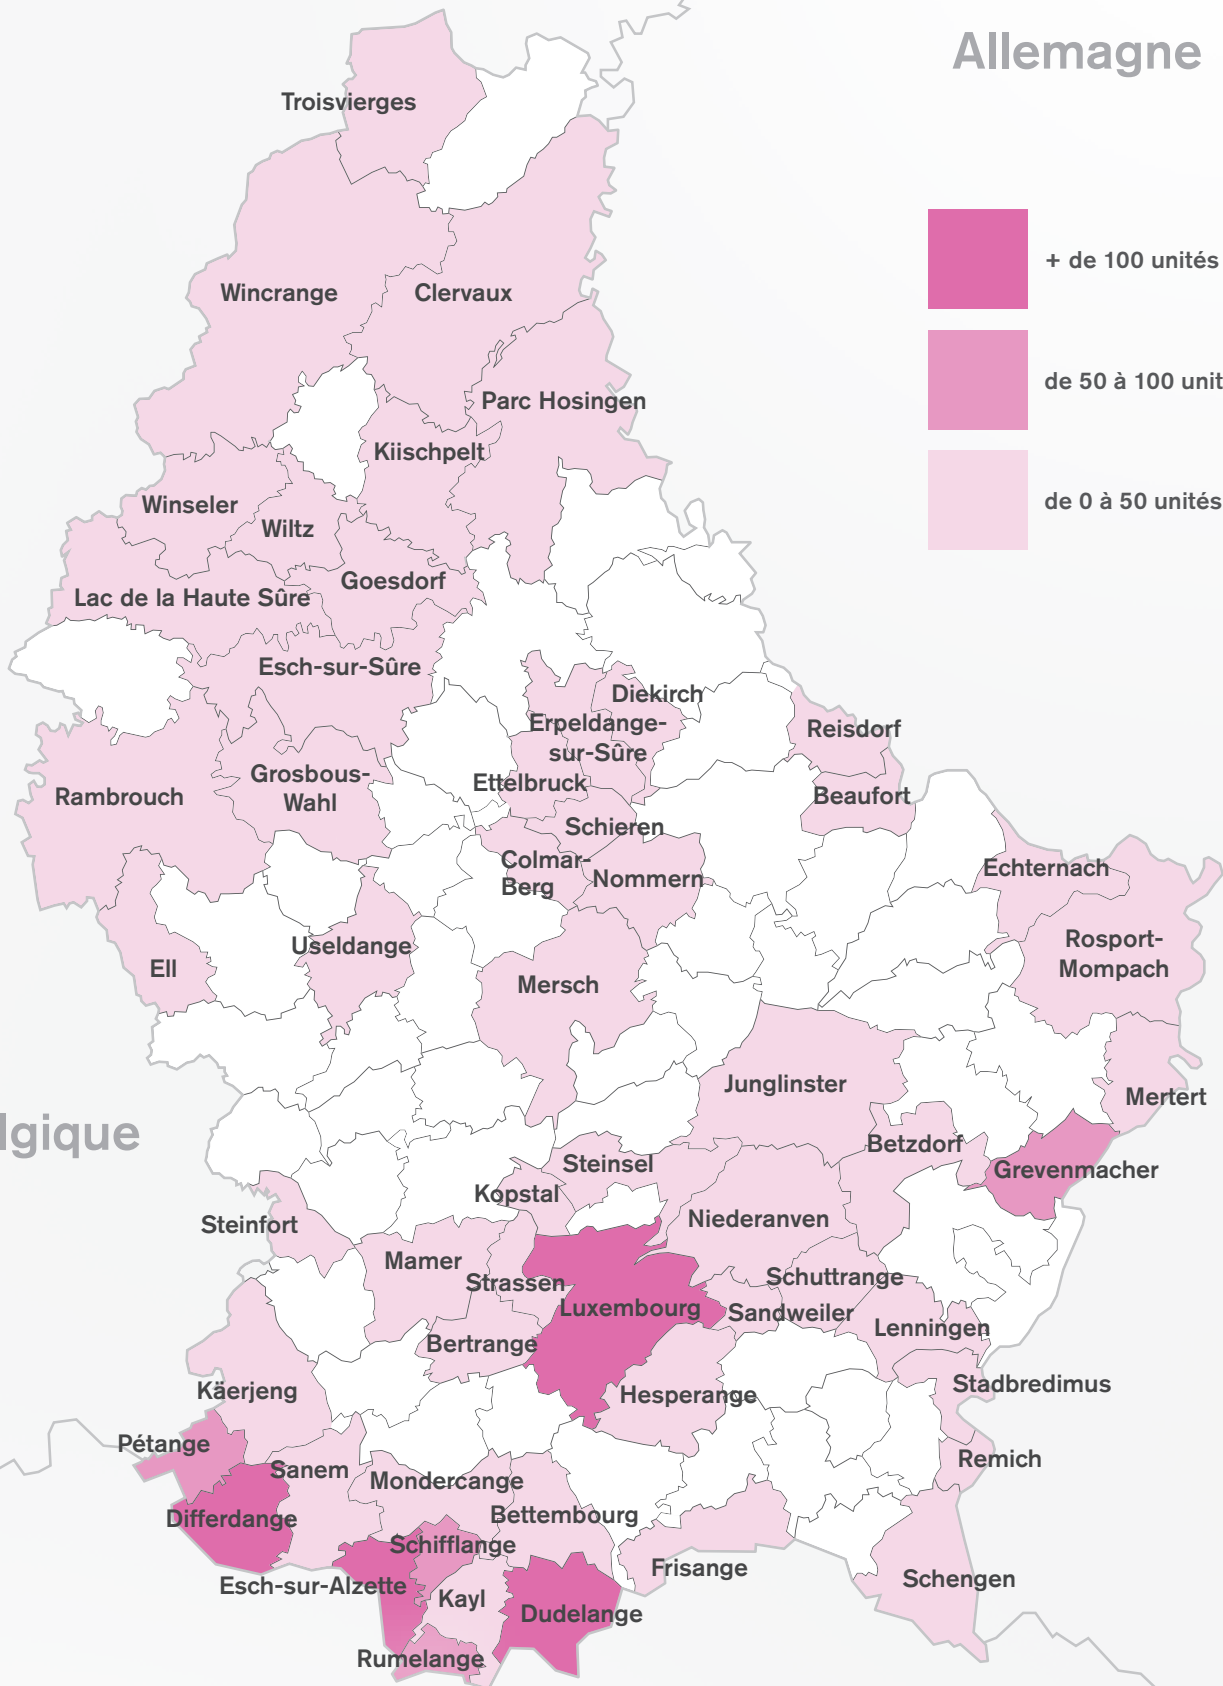 Allemagne
Troisvierges
+ de 100 unités
Wincrange
Clervaux
de 50 à 100 unit
Parc Hosingen
Kiischpelt
de 0 à 50 unités
Winseler
Wiltz
Goesdorf
Lac de la Haute Sûre
Esch-sur-Sûre
Diekirch
Erpeldange-
sur-Sûre
Reisdorf
Ettelbruck
Grosbous-
Wahl
Rambrouch
Beaufort
Schieren
Colmar-
Berg
Nommern
Echternach
Useldange
Rosport-
Mompach
Ell
Mersch
Junglinster
Mertert
lgique
Betzdorf
Steinsel
Grevenmacher
Kopstal
Steinfort
Niederanven
Mamer
Strassen
Schuttrange
Luxembourg
Sandweiler
Lenningen
Bertrange
Stadbredimus
Käerjeng
Hesperange
Pétange
Remich
Sanem
Mondercange
Differdange
Bettembourg
Schifflange
Frisange
Esch-sur-Alzette
Schengen
Kayl
Dudelange
Rumelange